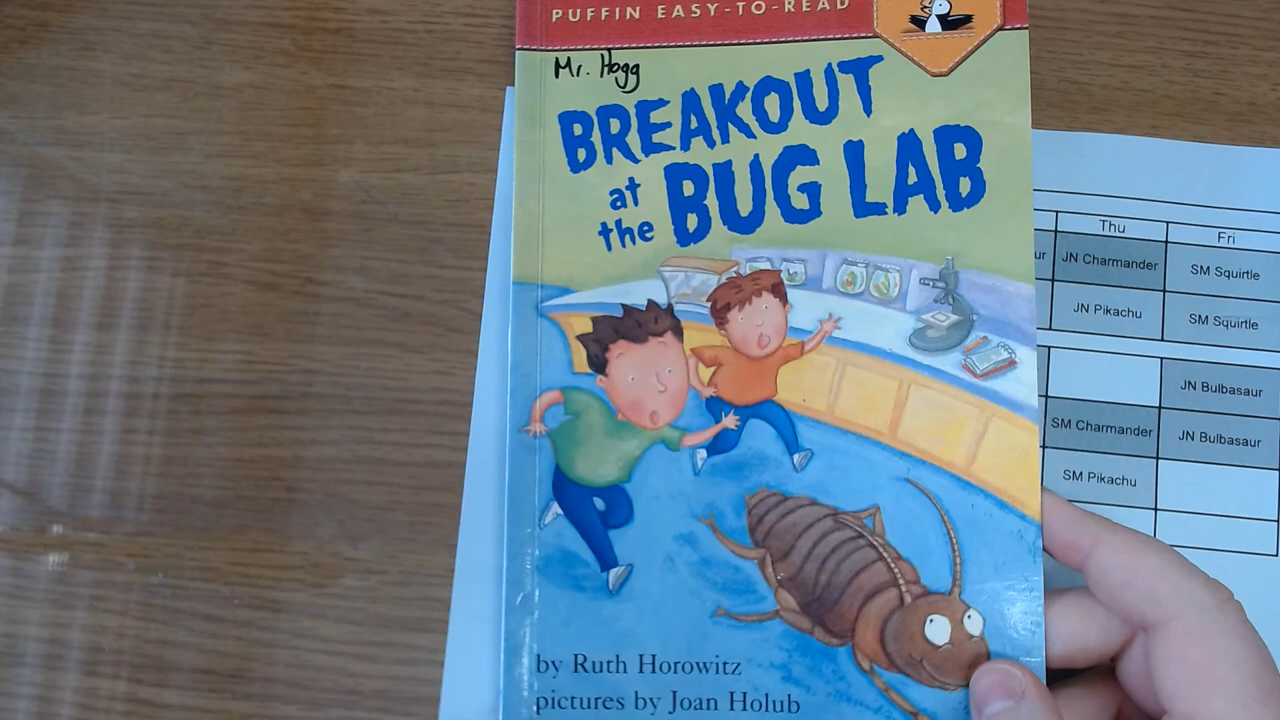 PUFFIN EASY-TO-READ
Mr. Hogg
BREAKOUT
at the BUG LAB
by Ruth Horowitz
pictures by Joan Holub
Thu Fri
ur JN Charmander SM Squirtle
JN Pikachu SM Squirtle
JN Bulbasaur
SM Charmander JN Bulbasaur
SM Pikachu